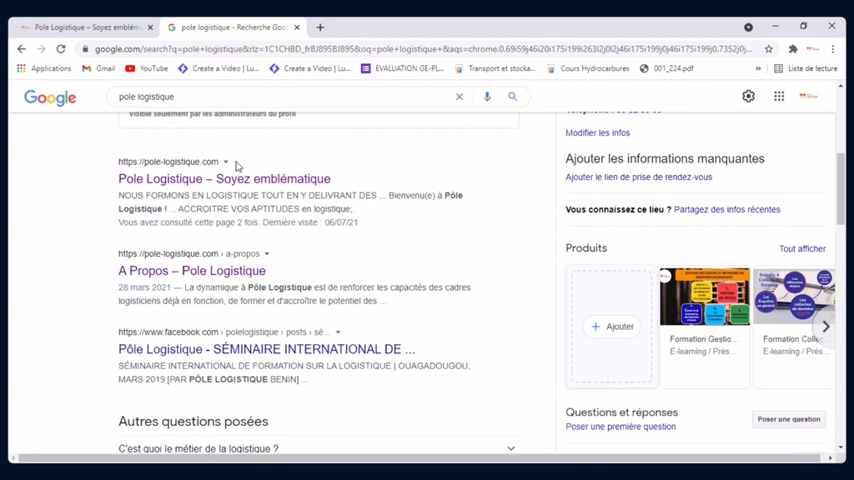 Pole Logistique – Soyez emblém
pole logistique - Recherche Goo
google.com/search?q=pole+logistique&rlz=1C1CHBD_frBJ895BJ895&oq=pole+logistique+&aqs=chrome.0.69i59j46i20i175i199i263l2j0l2j46i175i199j0j46i175i199j0.7352j0...
Applications
Gmail
YouTube
Create a Video | Lu...
Create a Video | Lu...
EVALUATION GE-PL...
Transport et stocka...
Cours Hydrocarbures
001_224.pdf
»
Liste de lecture
Google
pole logistique
Visible seulement par les administrateurs du profil
https://pole-logistique.com
Pole Logistique – Soyez emblématique
NOUS FORMONS EN LOGISTIQUE TOUT EN Y DELIVRANT DES ... Bienvenu(e) à Pôle
Logistique ! ... ACCROITRE VOS APTITUDES en logistique;.
Vous avez consulté cette page 2 fois. Dernière visite : 06/07/21
https://pole-logistique.com › a-propos
A Propos – Pole Logistique
28 mars 2021 — La dynamique à Pôle Logistique est de renforcer les capacités des cadres
logisticiens déjà en fonction, de former et d'accroître le potentiel des ...
https://www.facebook.com › polelogistique › posts › sé...
Pôle Logistique - SÉMINAIRE INTERNATIONAL DE ...
SÉMINAIRE INTERNATIONAL DE FORMATION SUR LA LOGISTIQUE | OUAGADOUGOU,
MARS 2019 [PAR PÔLE LOGISTIQUE BENIN] ...
Autres questions posées
C'est quoi le métier de la logistique ?
Modifier les infos
Ajouter les informations manquantes
Ajouter le lien de prise de rendez-vous
Vous connaissez ce lieu ? Partagez des infos récentes
Produits
Tout afficher
+ Ajouter
Formation Gestio...
E-learning / Prés...
Formation Collec...
E-learning / Prés...
Questions et réponses
Poser une première question
Poser une question